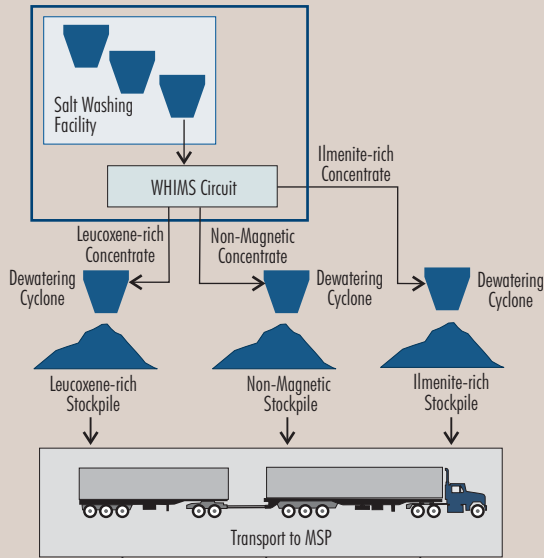 Salt Washing
Facility
WHIMS Circuit
Ilmenite-rich
Concentrate
Leucoxene-rich
Concentrate
Non-Magnetic
Concentrate
Dewatering
Cyclone
Dewatering
Cyclone
Dewatering
Cyclone
Leucoxene-rich
Stockpile
Non-Magnetic
Stockpile
Ilmenite-rich
Stockpile
Transport to MSP